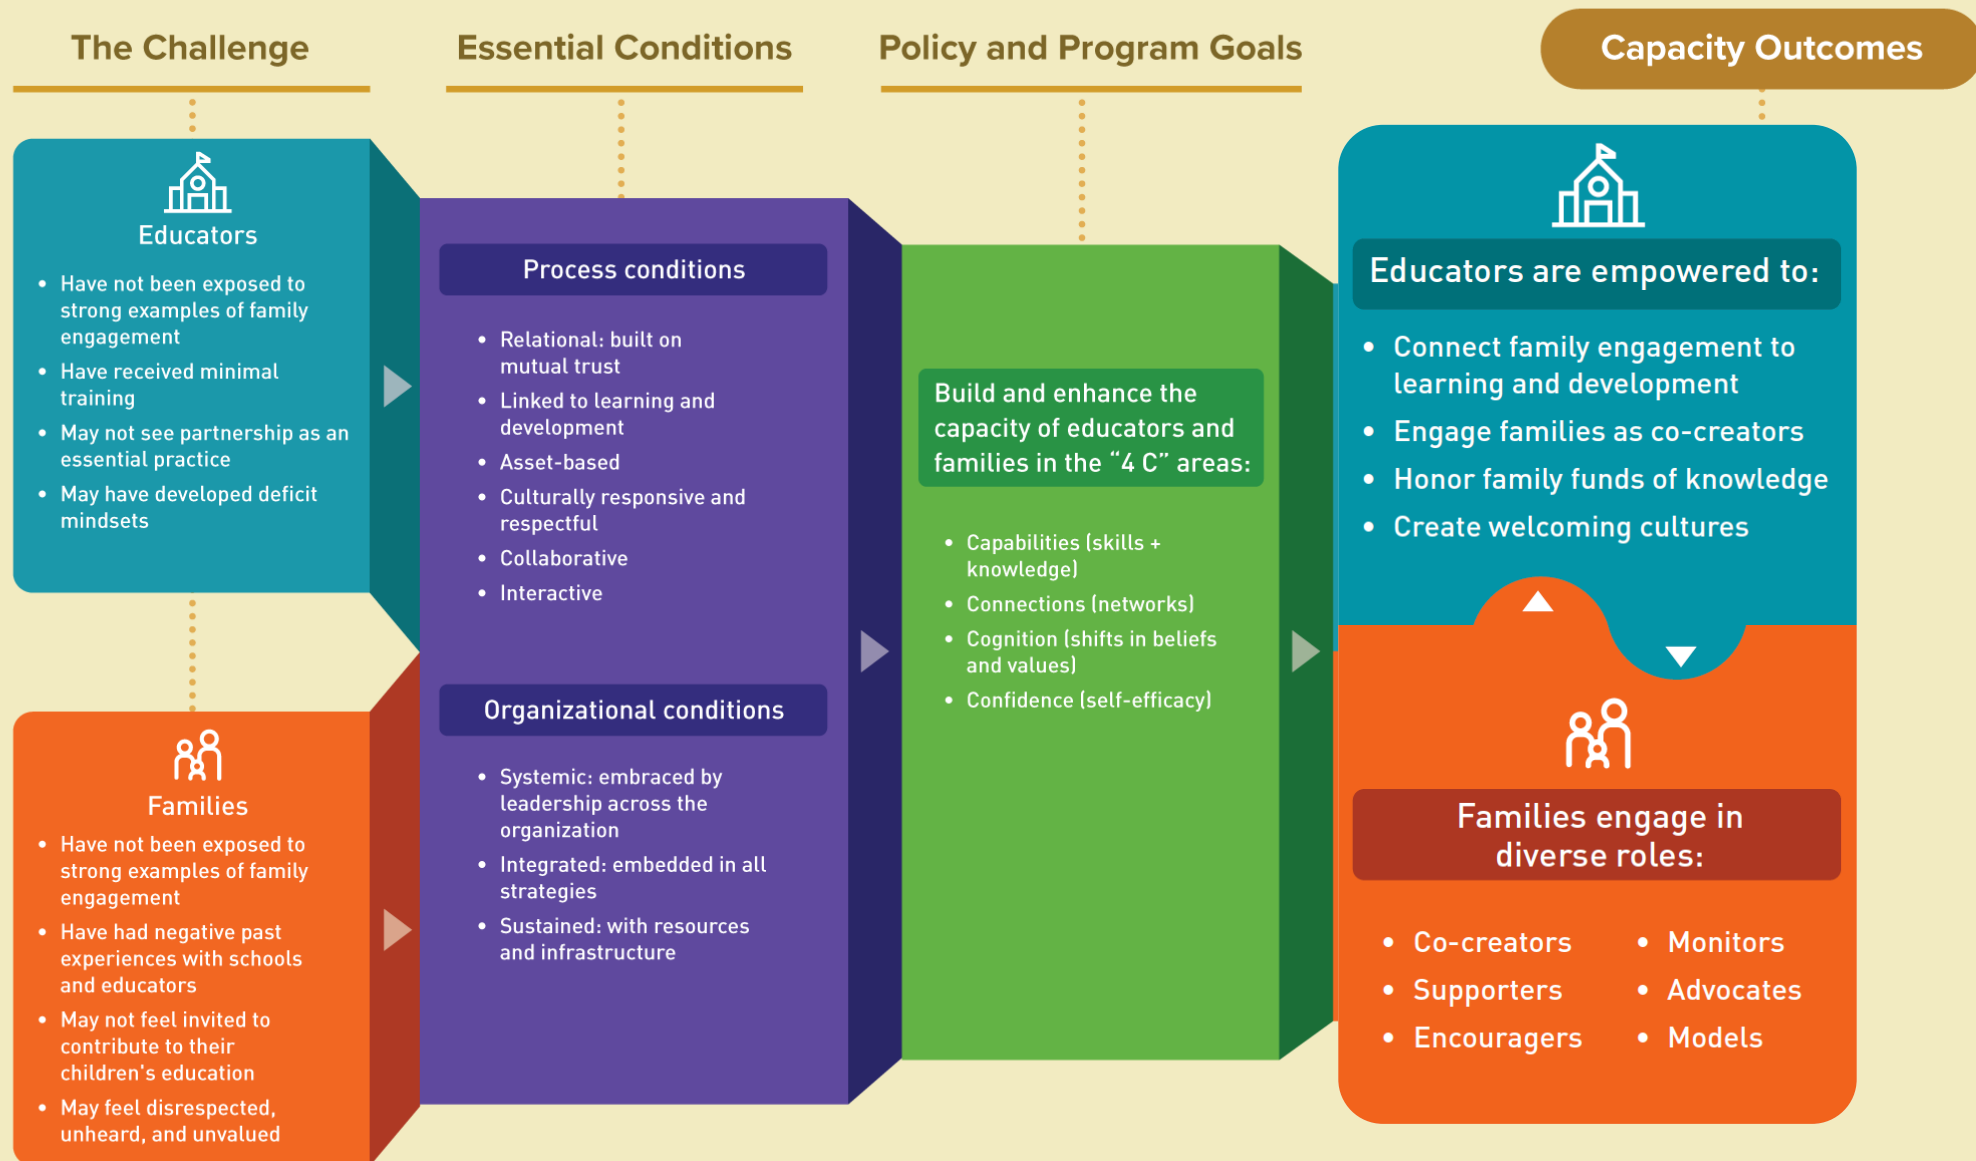 The Challenge
Educators
• Have not been exposed to
strong examples of family
engagement
• Have received minimal
training
• May not see partnership as an
essential practice
• May have developed deficit
mindsets
Families
• Have not been exposed to
strong examples of family
engagement
• Have had negative past
experiences with schools
and educators
• May not feel invited to
contribute to their
children's education
• May feel disrespected,
unheard, and unvalued
Essential Conditions
Process conditions
• Relational: built on
mutual trust
• Linked to learning and
development
• Asset-based
• Culturally responsive and
respectful
• Collaborative
• Interactive
Organizational conditions
• Systemic: embraced by
leadership across the
organization
• Integrated: embedded in all
strategies
• Sustained: with resources
and infrastructure
Policy and Program Goals
Build and enhance the
capacity of educators and
families in the “4 C” areas:
• Capabilities (skills +
knowledge)
• Connections (networks)
• Cognition (shifts in beliefs
and values)
• Confidence (self-efficacy)
Capacity Outcomes
Educators are empowered to:
• Connect family engagement to
learning and development
• Engage families as co-creators
• Honor family funds of knowledge
• Create welcoming cultures
Families engage in
diverse roles:
• Co-creators
• Supporters
• Encouragers
• Monitors
• Advocates
• Models